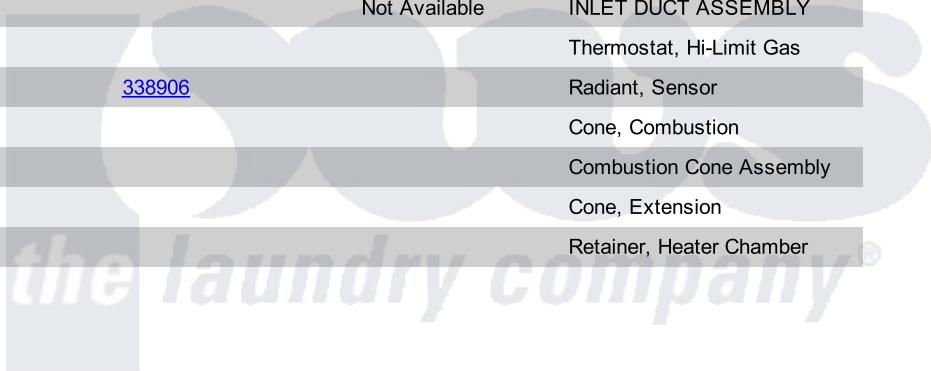 Not Available INLET DUCT ASSEMBLY
Thermostat, Hi-Limit Gas
338906 Radiant, Sensor
Cone, Combustion
Combustion Cone Assembly
Cone, Extension
Retainer, Heater Chamber
the laundry company®